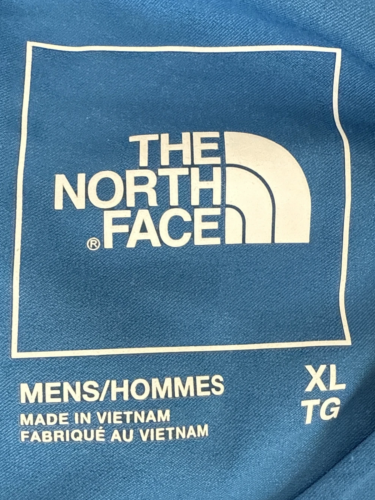 THE
NORTH
FACE
®
MENS/HOMMES
XL
MADE IN VIETNAM
TG
FABRIQUÉ AU VIETNAM